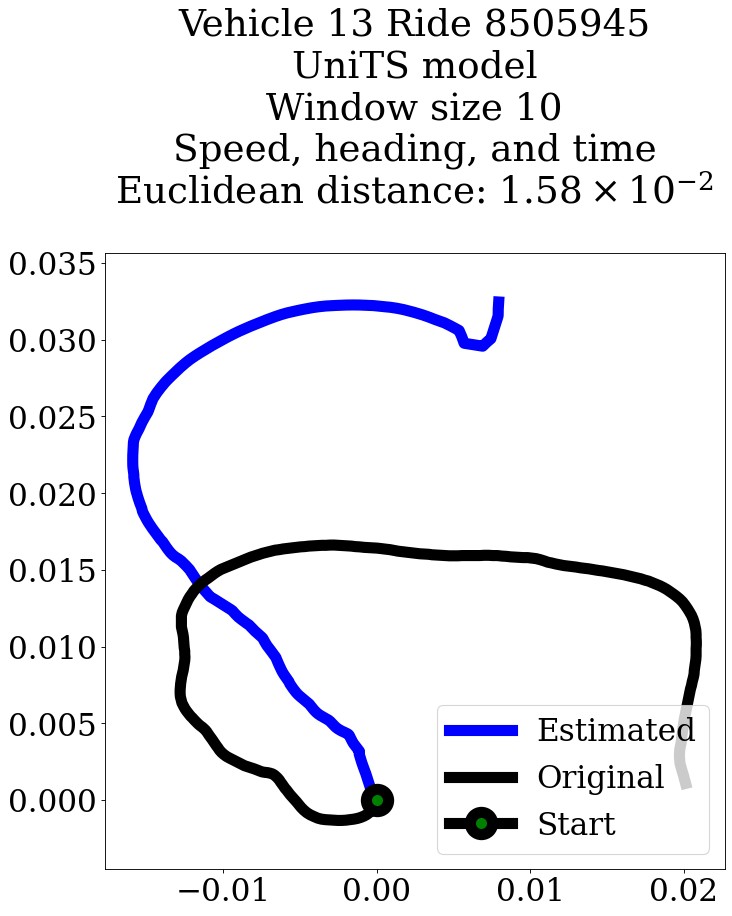 Vehicle 13 Ride 8505945
UniTS model
Window size 10
Speed, heading, and time
Euclidean distance: 1.58 × 10⁻²
0.035
0.030
0.025
0.020
0.015
0.010
0.005
0.000
−0.01 0.00 0.01 0.02
Estimated
Original
Start